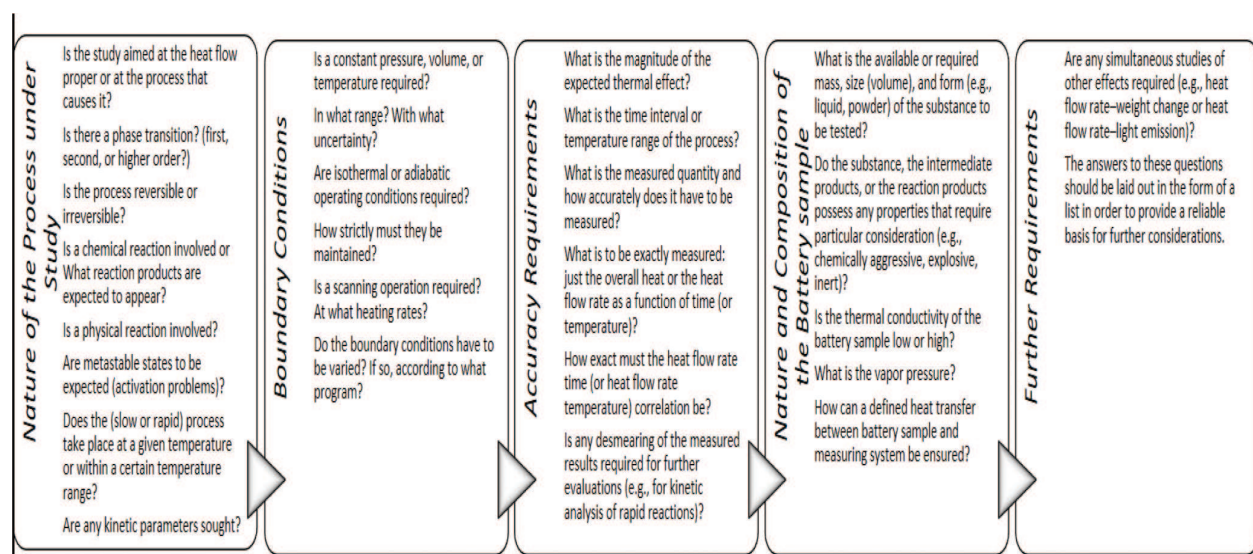 Nature of the Process under
Study
Is the study aimed at the heat flow
proper or at the process that
causes it?
Is there a phase transition? (first,
second, or higher order?)
Is the process reversible or
irreversible?
Is a chemical reaction involved or
What reaction products are
expected to appear?
Is a physical reaction involved?
Are metastable states to be
expected (activation problems)?
Does the (slow or rapid) process
take place at a given temperature
or within a certain temperature
range?
Are any kinetic parameters sought?
Boundary Conditions
Is a constant pressure, volume, or
temperature required?
In what range? With what
uncertainty?
Are isothermal or adiabatic
operating conditions required?
How strictly must they be
maintained?
Is a scanning operation required?
At what heating rates?
Do the boundary conditions have to
be varied? If so, according to what
program?
Accuracy Requirements
What is the magnitude of the
expected thermal effect?
What is the time interval or
temperature range of the process?
What is the measured quantity and
how accurately does it have to be
measured?
What is to be exactly measured:
just the overall heat or the heat
flow rate as a function of time (or
temperature)?
How exact must the heat flow rate
time (or heat flow rate
temperature) correlation be?
Is any desmearing of the measured
results required for further
evaluations (e.g., for kinetic
analysis of rapid reactions)?
Nature and Composition of
the Battery sample
What is the available or required
mass, size (volume), and form (e.g.,
liquid, powder) of the substance to
be tested?
Do the substance, the intermediate
products, or the reaction products
possess any properties that require
particular consideration (e.g.,
chemically aggressive, explosive,
inert)?
Is the thermal conductivity of the
battery sample low or high?
What is the vapor pressure?
How can a defined heat transfer
between battery sample and
measuring system be ensured?
Further Requirements
Are any simultaneous studies of
other effects required (e.g., heat
flow rate–weight change or heat
flow rate–light emission)?
The answers to these questions
should be laid out in the form of a
list in order to provide a reliable
basis for further considerations.